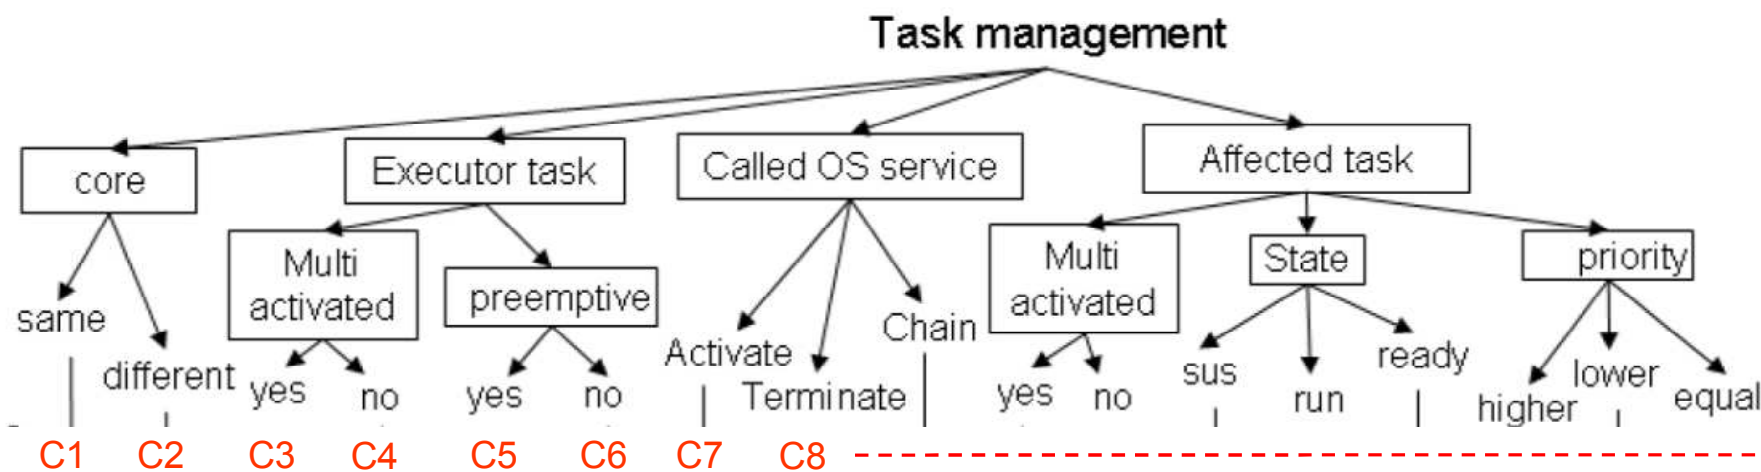 Task management
core
Executor task
Called OS service
Affected task
Multi
activated
preemptive
Multi
activated
State
priority
same
different
yes
no
yes
no
Activate
Terminate
Chain
yes
no
sus
run
ready
higher
lower
equal
C1 C2 C3 C4 C5 C6 C7 C8